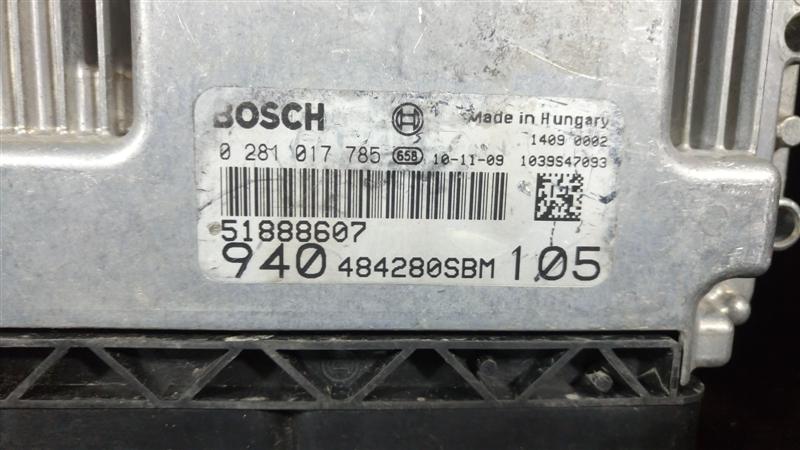 BOSCH Made in Hungary
1409 0002
0 281 017 785 658 10-11-09 1039S47093
51888607
940 484280SBM 105